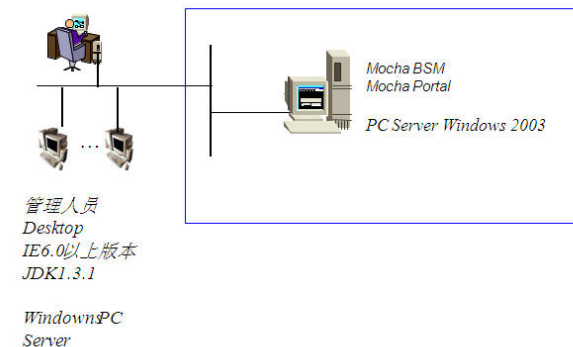 Mocha BSM
Mocha Portal
PC Server Windows 2003
管理人员
Desktop
IE6.0以上版本
JDK1.3.1
WindownsPC
Server